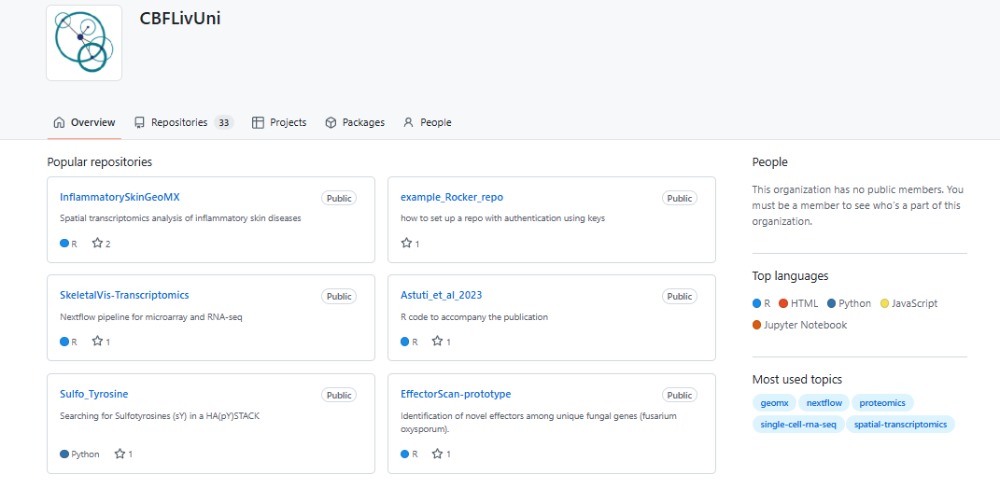 CBFLivUni
Overview
Repositories 33
Projects
Packages
People
Popular repositories
InflammatorySkinGeoMX
Public
Spatial transcriptomics analysis of inflammatory skin diseases
R 2
example_Rocker_repo
Public
how to set up a repo with authentication using keys
1
SkeletalVis-Transcriptomics
Public
Nextflow pipeline for microarray and RNA-seq
R 1
Astuti_et_al_2023
Public
R code to accompany the publication
R 1
Sulfo_Tyrosine
Public
Searching for Sulfotyrosines (sY) in a HA(pY)STACK
Python 1
EffectorScan-prototype
Public
Identification of novel effectors among unique fungal genes (fusarium
oxysporum).
R 1
People
This organization has no public members. You
must be a member to see who's a part of this
organization.
Top languages
R HTML Python JavaScript
Jupyter Notebook
Most used topics
geomx nextflow proteomics
single-cell-rna-seq spatial-transcriptomics